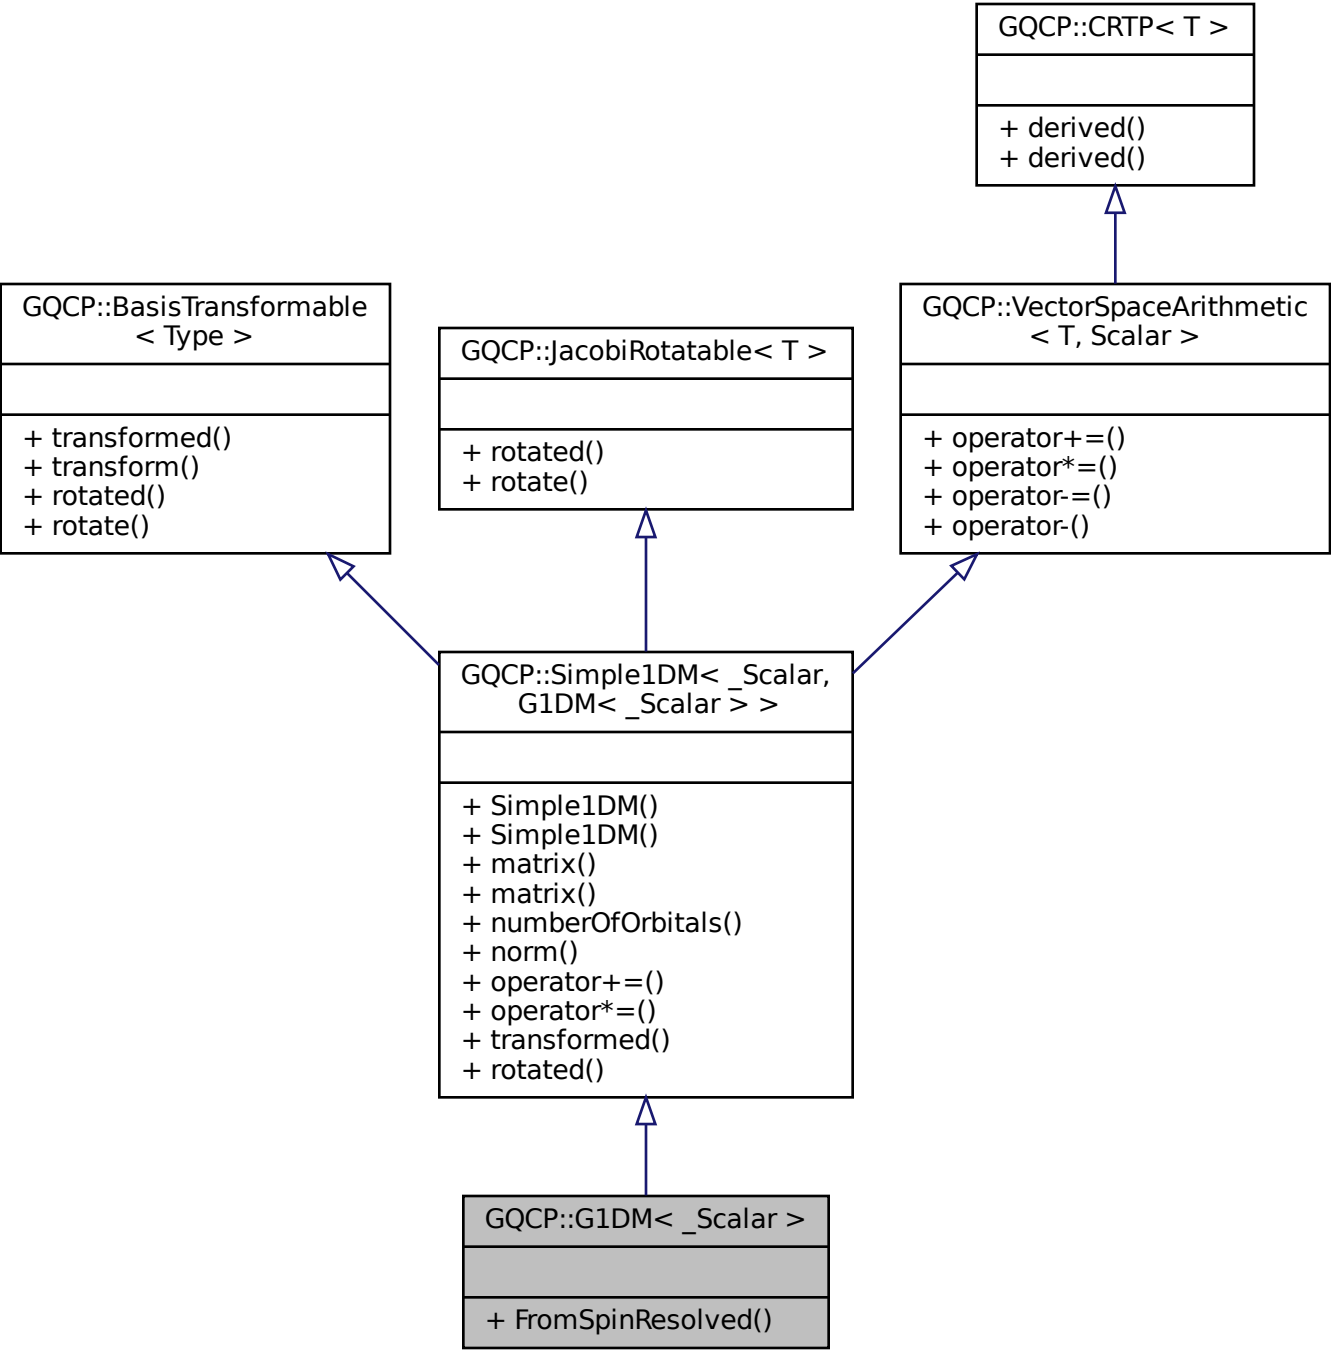 GQCP::CRTP< T >
+ derived()
+ derived()
GQCP::BasisTransformable
< Type >
+ transformed()
+ transform()
+ rotated()
+ rotate()
GQCP::JacobiRotatable< T >
+ rotated()
+ rotate()
GQCP::VectorSpaceArithmetic
< T, Scalar >
+ operator+=()
+ operator*=()
+ operator-=()
+ operator-()
GQCP::Simple1DM< _Scalar,
G1DM< _Scalar > >
+ Simple1DM()
+ Simple1DM()
+ matrix()
+ matrix()
+ numberOfOrbitals()
+ norm()
+ operator+=()
+ operator*=()
+ transformed()
+ rotated()
GQCP::G1DM< _Scalar >
+ FromSpinResolved()